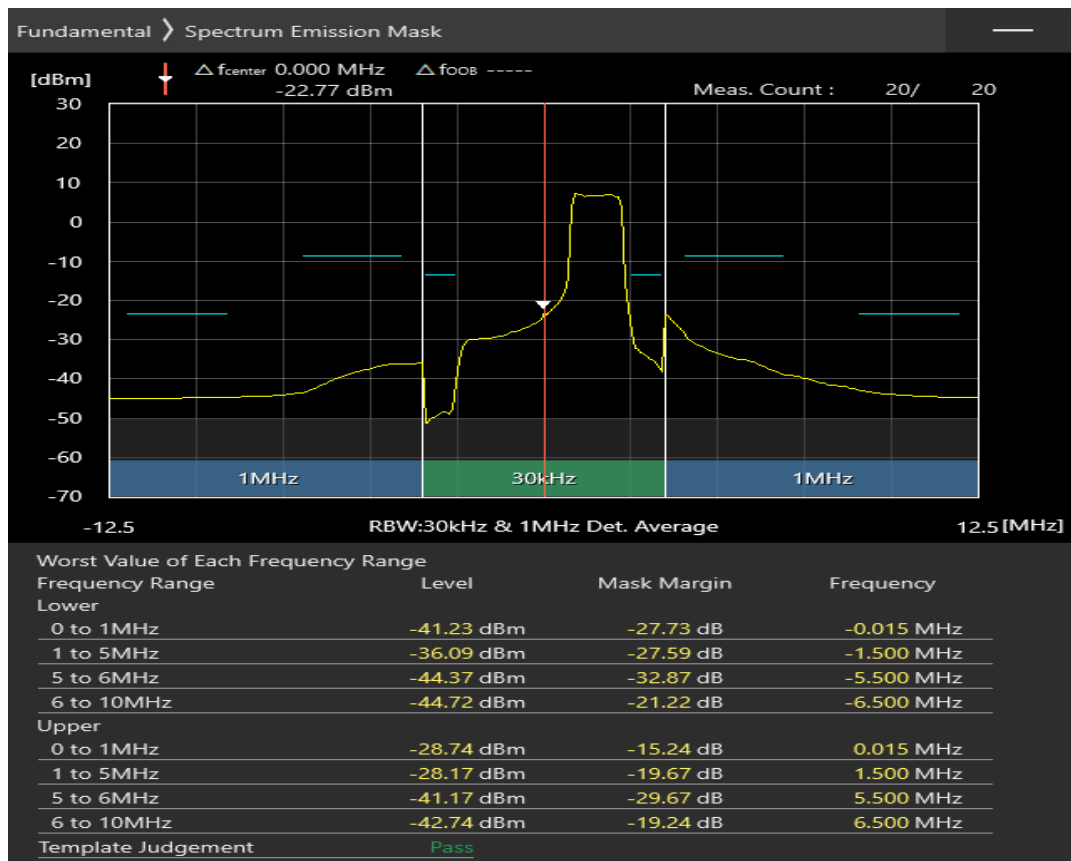 Fundamental ❯ Spectrum Emission Mask
[dBm] △ fcenter 0.000 MHz △ fOOB -----
-22.77 dBm Meas. Count : 20/ 20
30
20
10
0
-10
-20
-30
-40
-50
-60
-70
1MHz 30kHz 1MHz
-12.5 RBW:30kHz & 1MHz Det. Average 12.5 [MHz]
Worst Value of Each Frequency Range
Frequency Range Level Mask Margin Frequency
Lower
0 to 1MHz -41.23 dBm -27.73 dB -0.015 MHz
1 to 5MHz -36.09 dBm -27.59 dB -1.500 MHz
5 to 6MHz -44.37 dBm -32.87 dB -5.500 MHz
6 to 10MHz -44.72 dBm -21.22 dB -6.500 MHz
Upper
0 to 1MHz -28.74 dBm -15.24 dB 0.015 MHz
1 to 5MHz -28.17 dBm -19.67 dB 1.500 MHz
5 to 6MHz -41.17 dBm -29.67 dB 5.500 MHz
6 to 10MHz -42.74 dBm -19.24 dB 6.500 MHz
Template Judgement Pass